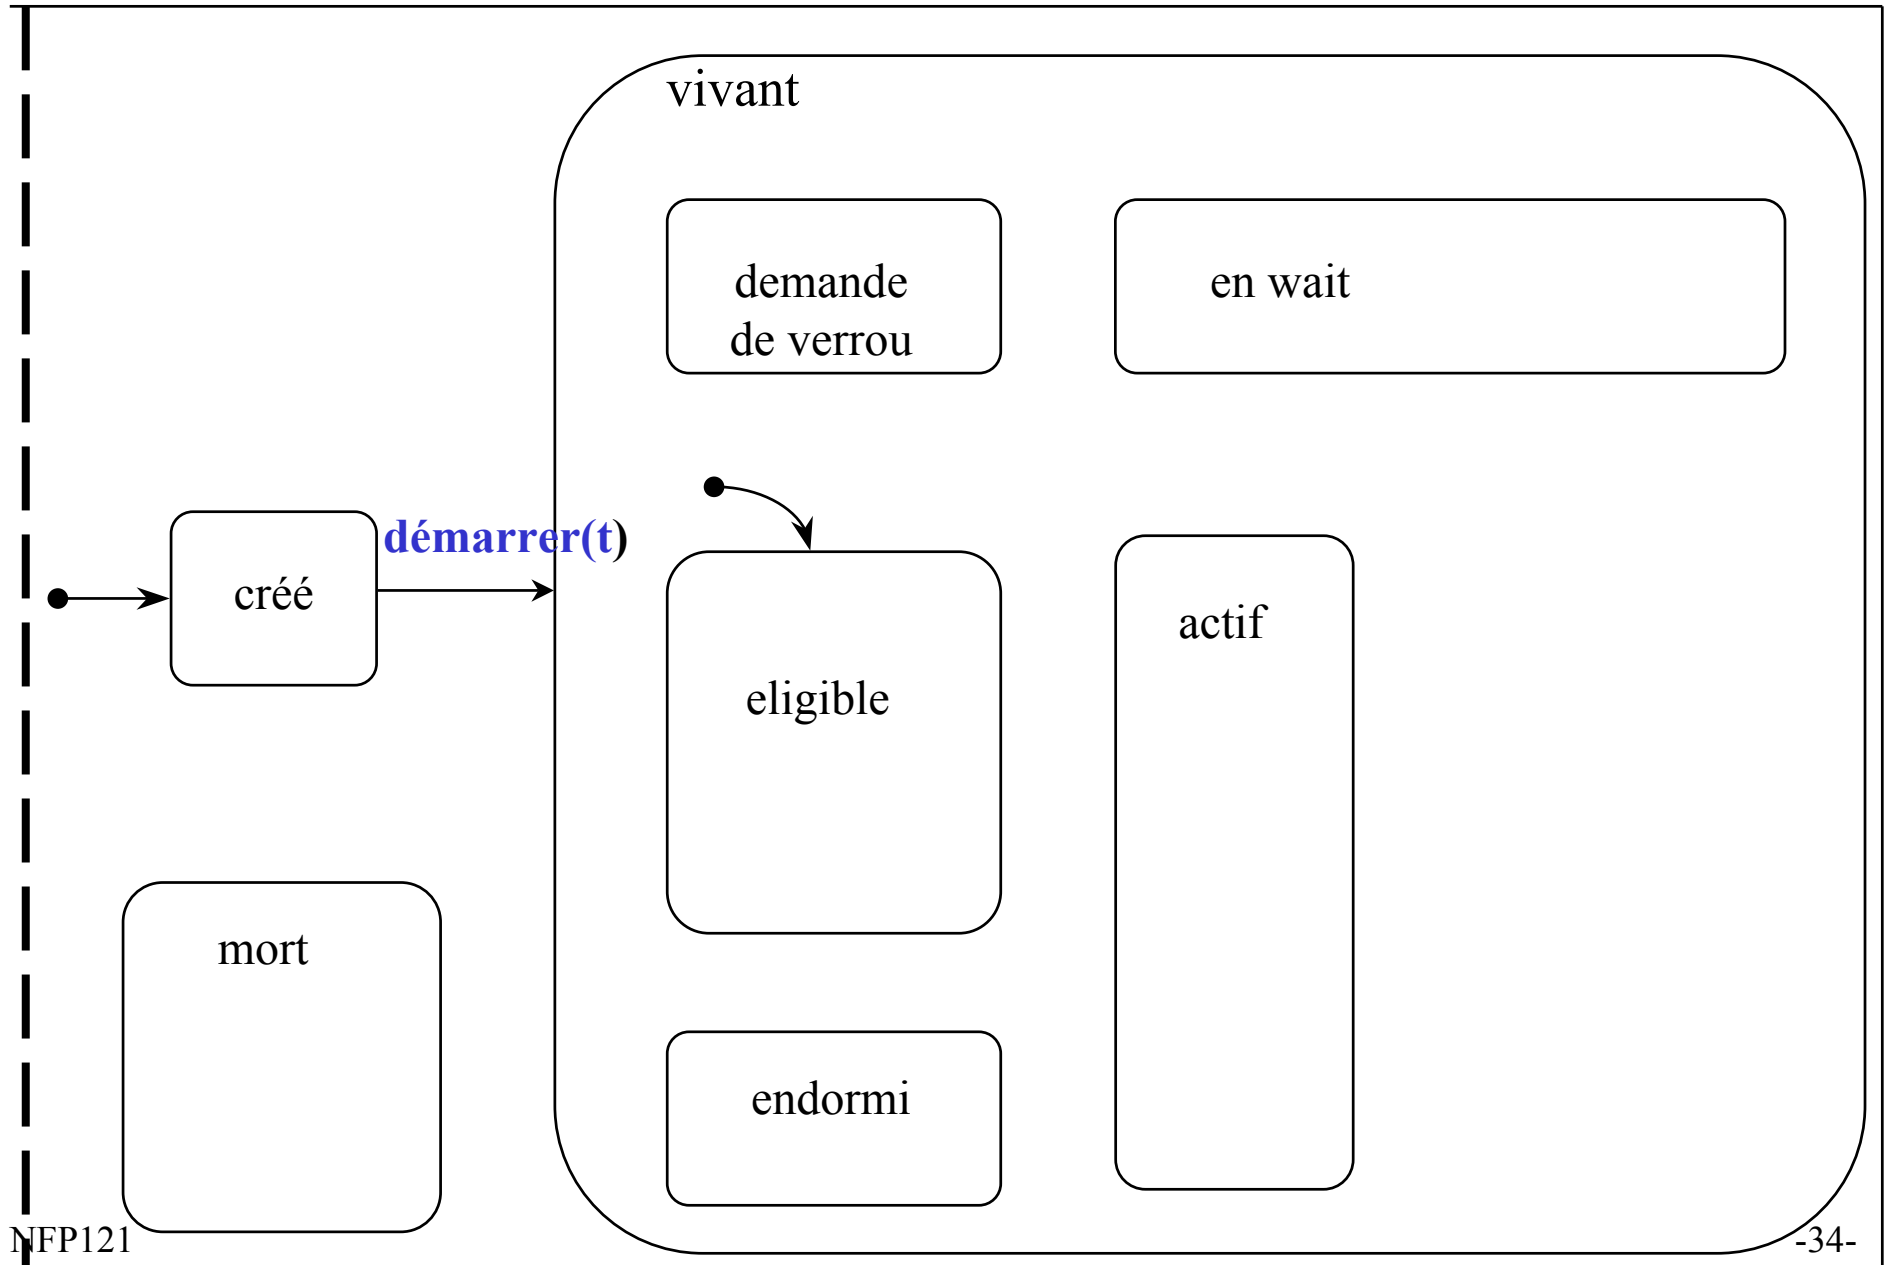 vivant
demande
de verrou
en wait
démarrer(t)
créé
actif
eligible
mort
endormi
NFP121
-34-